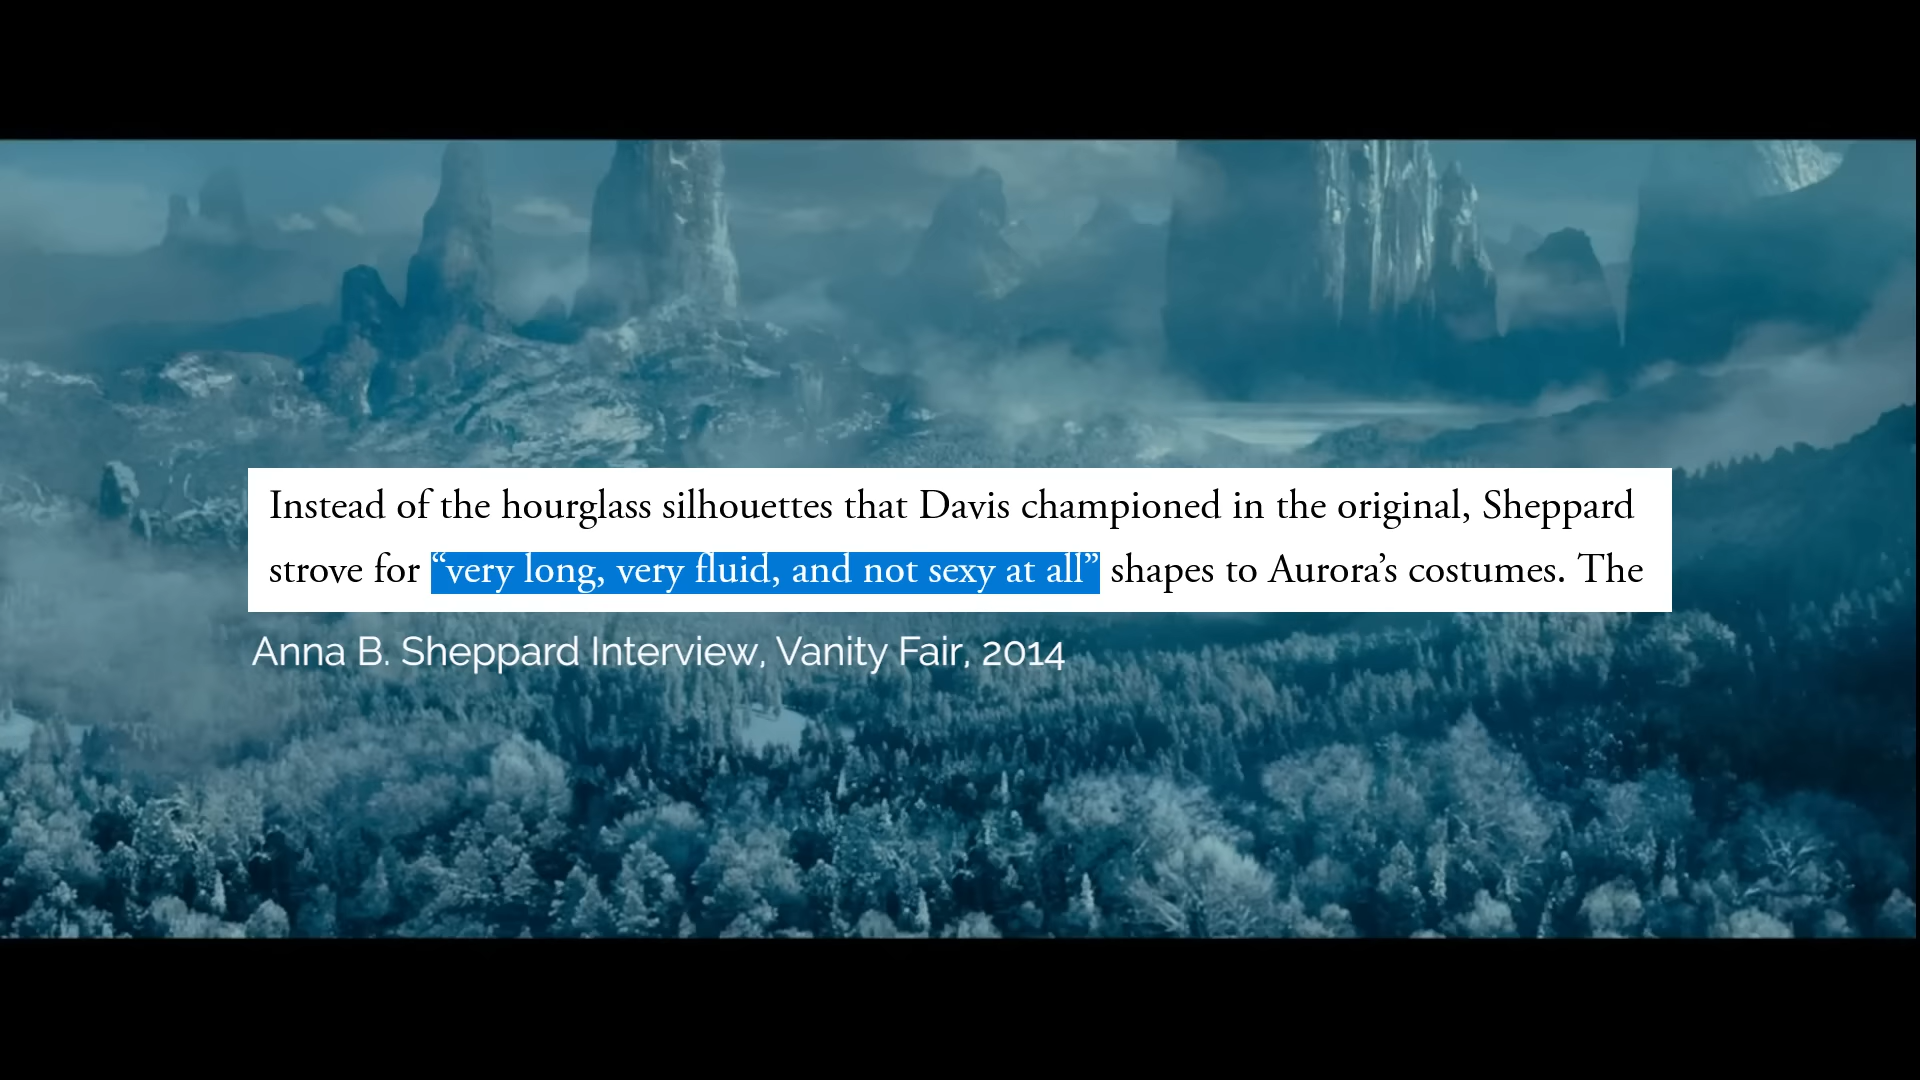 Instead of the hourglass silhouettes that Davis championed in the original, Sheppard
strove for “very long, very fluid, and not sexy at all” shapes to Aurora’s costumes. The
Anna B. Sheppard Interview, Vanity Fair, 2014